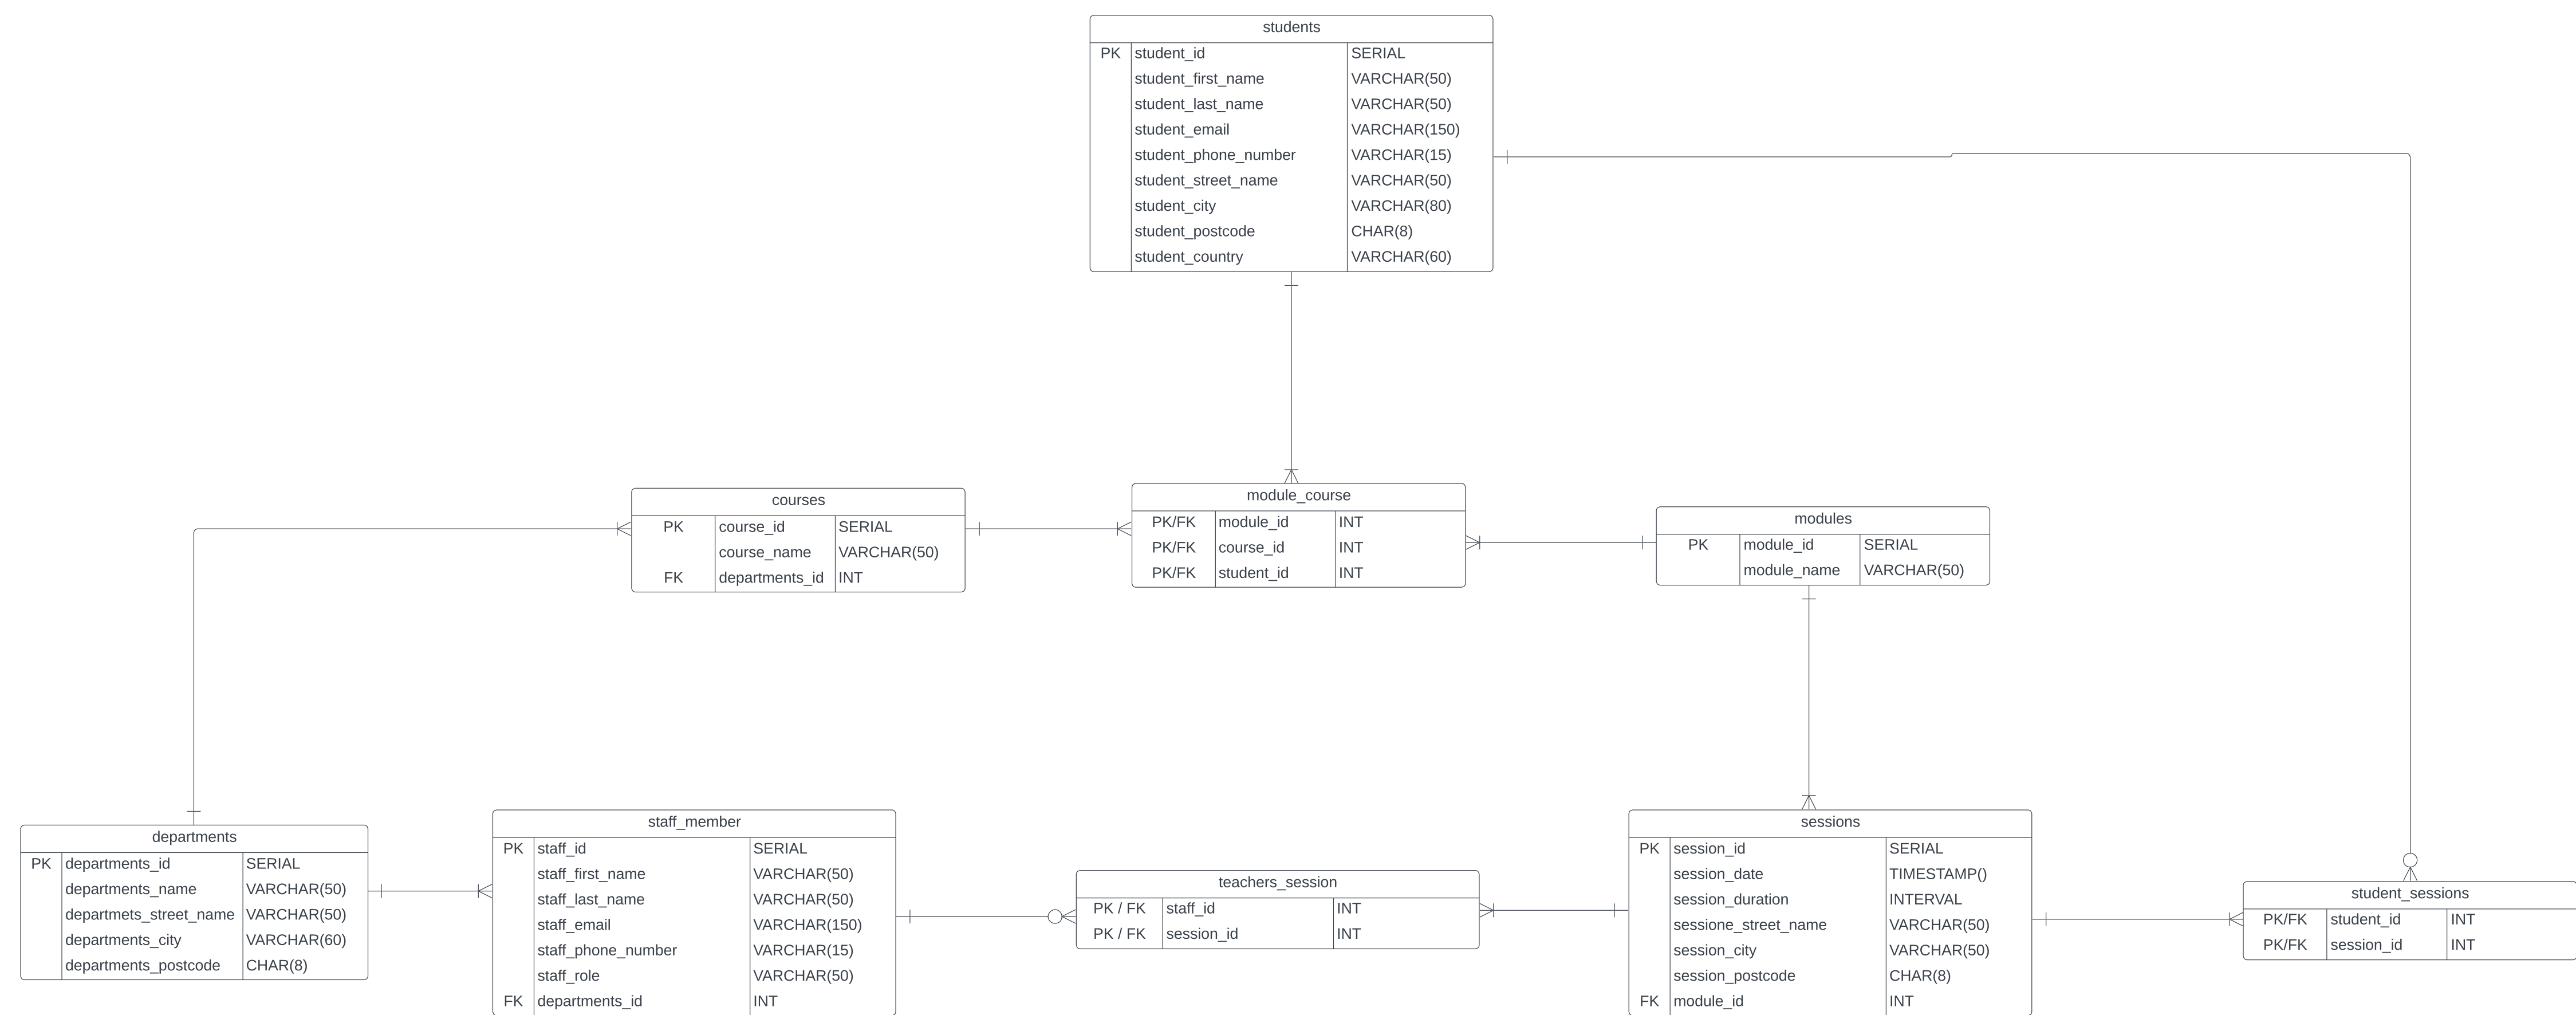 students
PK student_id SERIAL
student_first_name VARCHAR(50)
student_last_name VARCHAR(50)
student_email VARCHAR(150)
student_phone_number VARCHAR(15)
student_street_name VARCHAR(50)
student_city VARCHAR(80)
student_postcode CHAR(8)
student_country VARCHAR(60)
courses
PK course_id SERIAL
course_name VARCHAR(50)
FK departments_id INT
module_course
PK/FK module_id INT
PK/FK course_id INT
PK/FK student_id INT
modules
PK module_id SERIAL
module_name VARCHAR(50)
departments
PK departments_id SERIAL
departments_name VARCHAR(50)
departmets_street_name VARCHAR(50)
departments_city VARCHAR(60)
departments_postcode CHAR(8)
staff_member
PK staff_id SERIAL
staff_first_name VARCHAR(50)
staff_last_name VARCHAR(50)
staff_email VARCHAR(150)
staff_phone_number VARCHAR(15)
staff_role VARCHAR(50)
FK departments_id INT
teachers_session
PK / FK staff_id INT
PK / FK session_id INT
sessions
PK session_id SERIAL
session_date TIMESTAMP()
session_duration INTERVAL
sessione_street_name VARCHAR(50)
session_city VARCHAR(50)
session_postcode CHAR(8)
FK module_id INT
student_sessions
PK/FK student_id INT
PK/FK session_id INT